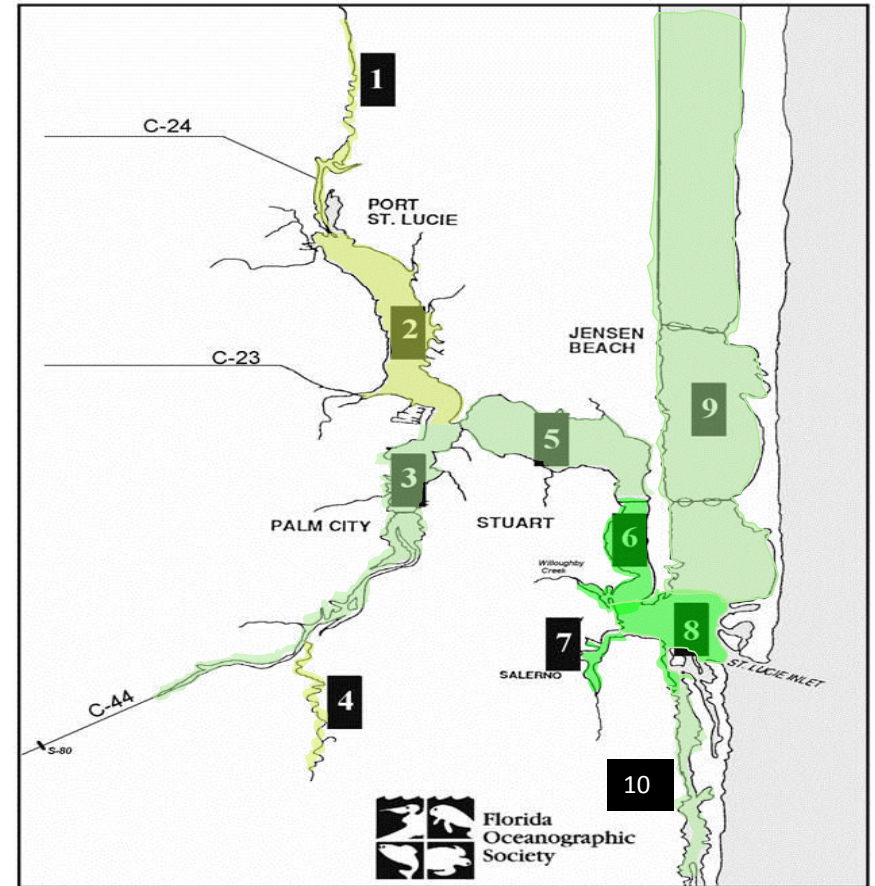 1
C-24
PORT
ST. LUCIE
2
JENSEN
BEACH
C-23
9
5
3
PALM CITY
STUART
6
Willoughby
Creek
7
8
SALERNO
ST. LUCIE INLET
4
C-44
S-80
10
Florida
Oceanographic
Society